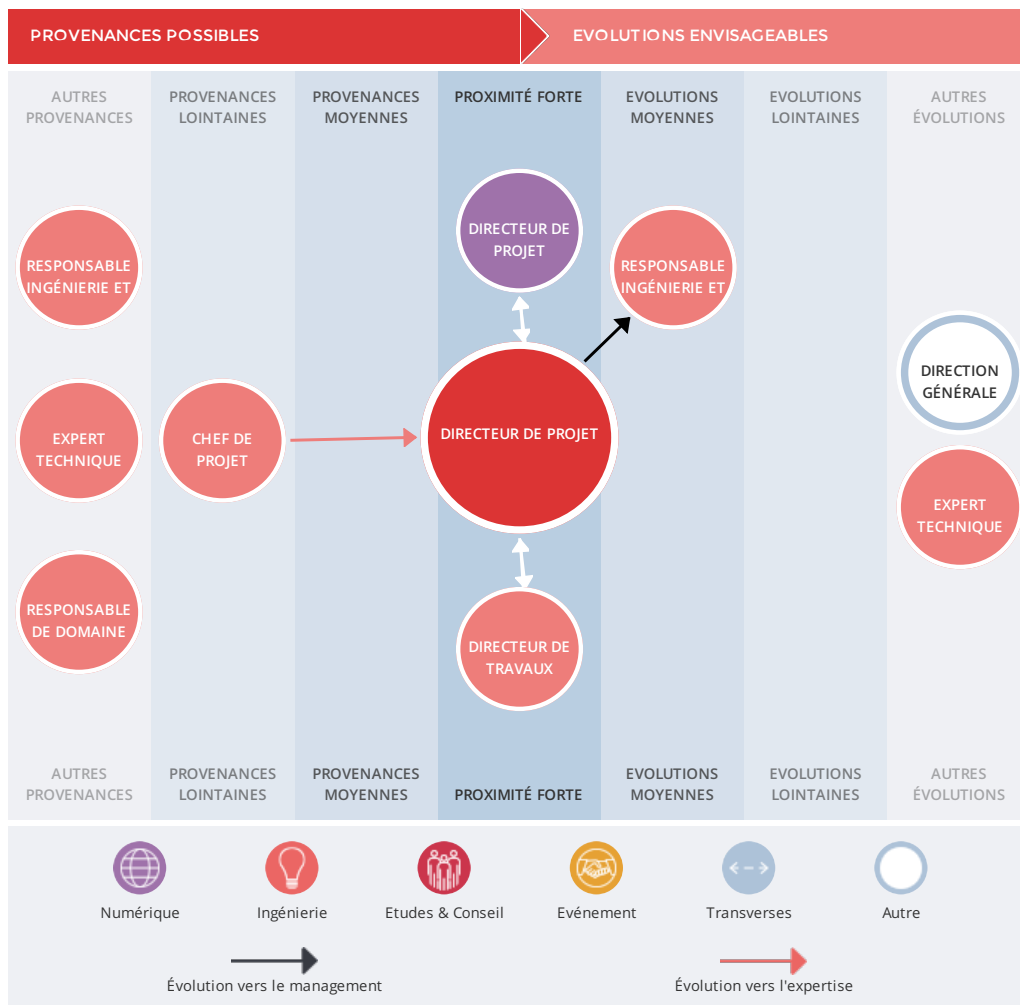 PROVENANCES POSSIBLES
EVOLUTIONS ENVISAGEABLES
AUTRES
PROVENANCES
PROVENANCES
LOINTAINES
PROVENANCES
MOYENNES
PROXIMITÉ FORTE
EVOLUTIONS
MOYENNES
EVOLUTIONS
LOINTAINES
AUTRES
ÉVOLUTIONS
RESPONSABLE
INGÉNIERIE ET
EXPERT
TECHNIQUE
RESPONSABLE
DE DOMAINE
CHEF DE
PROJET
DIRECTEUR DE
PROJET
DIRECTEUR DE PROJET
DIRECTEUR DE
TRAVAUX
RESPONSABLE
INGÉNIERIE ET
DIRECTION
GÉNÉRALE
EXPERT
TECHNIQUE
AUTRES
PROVENANCES
PROVENANCES
LOINTAINES
PROVENANCES
MOYENNES
PROXIMITÉ FORTE
EVOLUTIONS
MOYENNES
EVOLUTIONS
LOINTAINES
AUTRES
ÉVOLUTIONS
Numérique
Ingénierie
Etudes & Conseil
Evénement
Transverses
Autre
Évolution vers le management
Évolution vers l'expertise